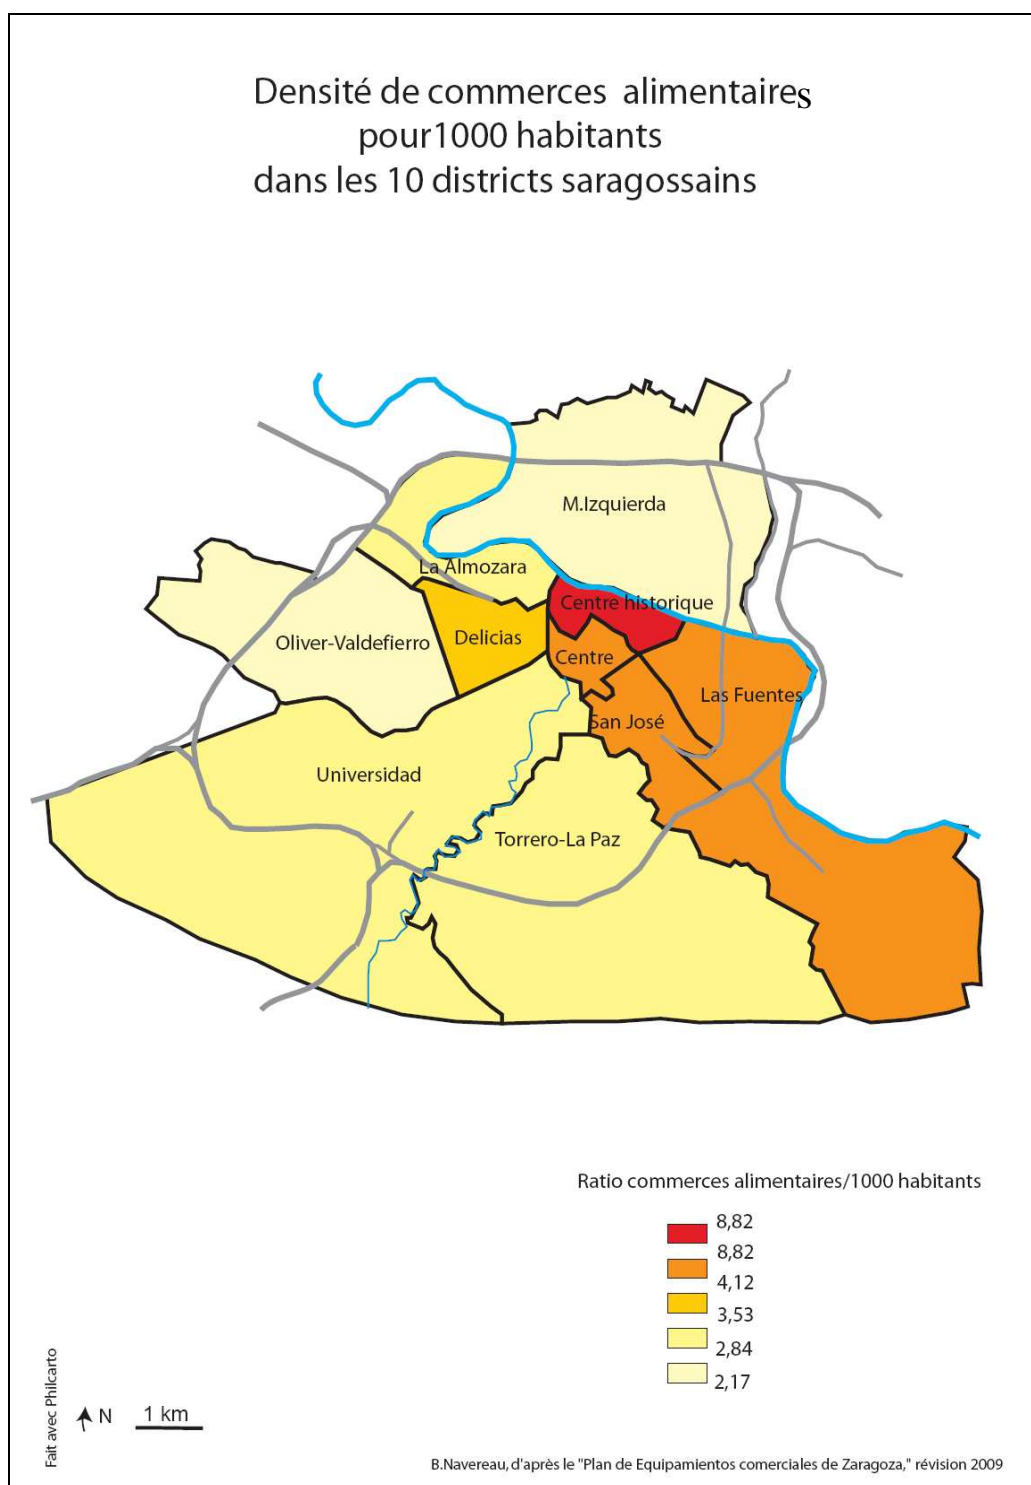 Densité de commerces alimentaires
pour1000 habitants
dans les 10 districts saragossains
M.Izquierda
La Almozara
Centre historique
Oliver-Valdefierro
Delicias
Centre
Las Fuentes
San José
Universidad
Torrero-La Paz
Ratio commerces alimentaires/1000 habitants
8,82
8,82
4,12
3,53
2,84
2,17
Fait avec Philcarto
N
1 km
B.Navereau, d'après le "Plan de Equipamientos comerciales de Zaragoza," révision 2009